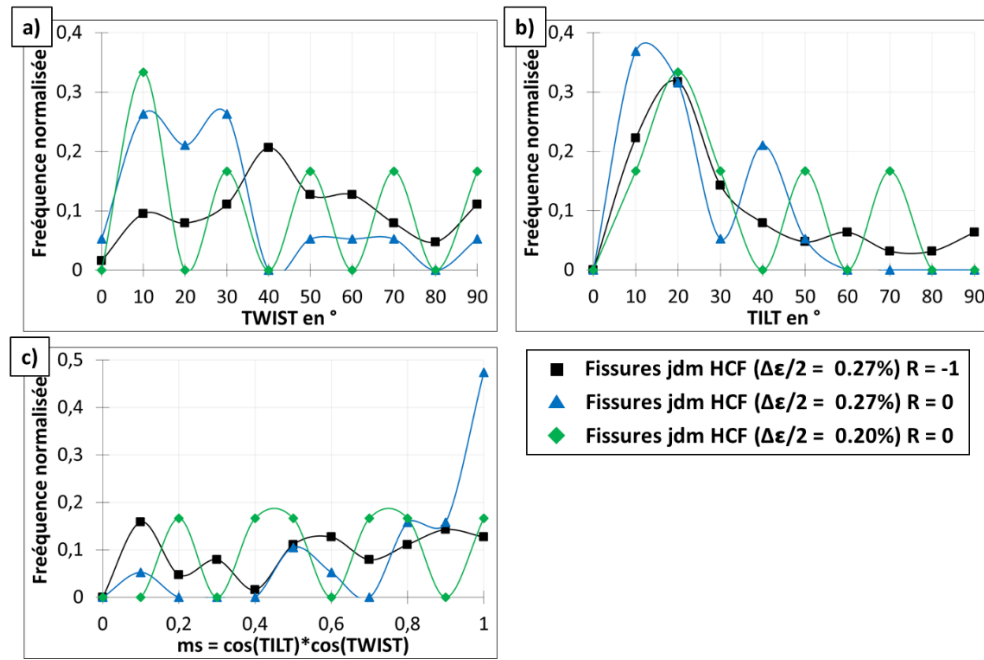 a)
Freéquence normalisée
0,4
0,3
0,2
0,1
0
0 10 20 30 40 50 60 70 80 90
TWIST en °
b)
Freéquence normalisée
0,4
0,3
0,2
0,1
0
0 10 20 30 40 50 60 70 80 90
TILT en °
c)
Freéquence normalisée
0,5
0,4
0,3
0,2
0,1
0
0 0,2 0,4 0,6 0,8 1
ms = cos(TILT)*cos(TWIST)
Fissures jdm HCF (Δε/2 = 0.27%) R = -1
Fissures jdm HCF (Δε/2 = 0.27%) R = 0
Fissures jdm HCF (Δε/2 = 0.20%) R = 0